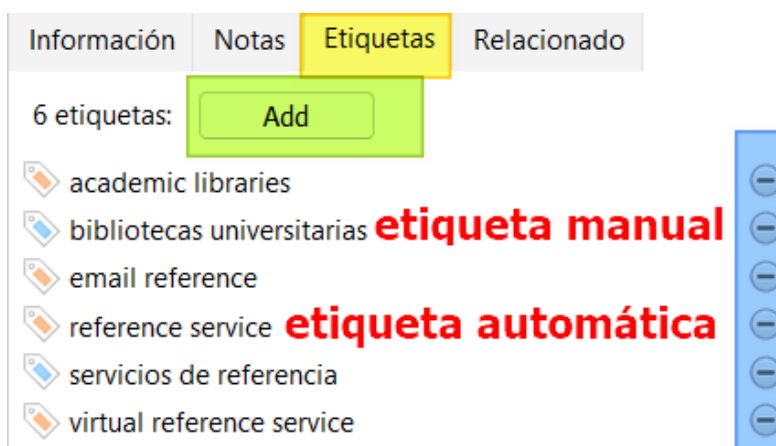 Información Notas Etiquetas Relacionado
6 etiquetas: Add
academic libraries
bibliotecas universitarias etiqueta manual
email reference
reference service etiqueta automática
servicios de referencia
virtual reference service